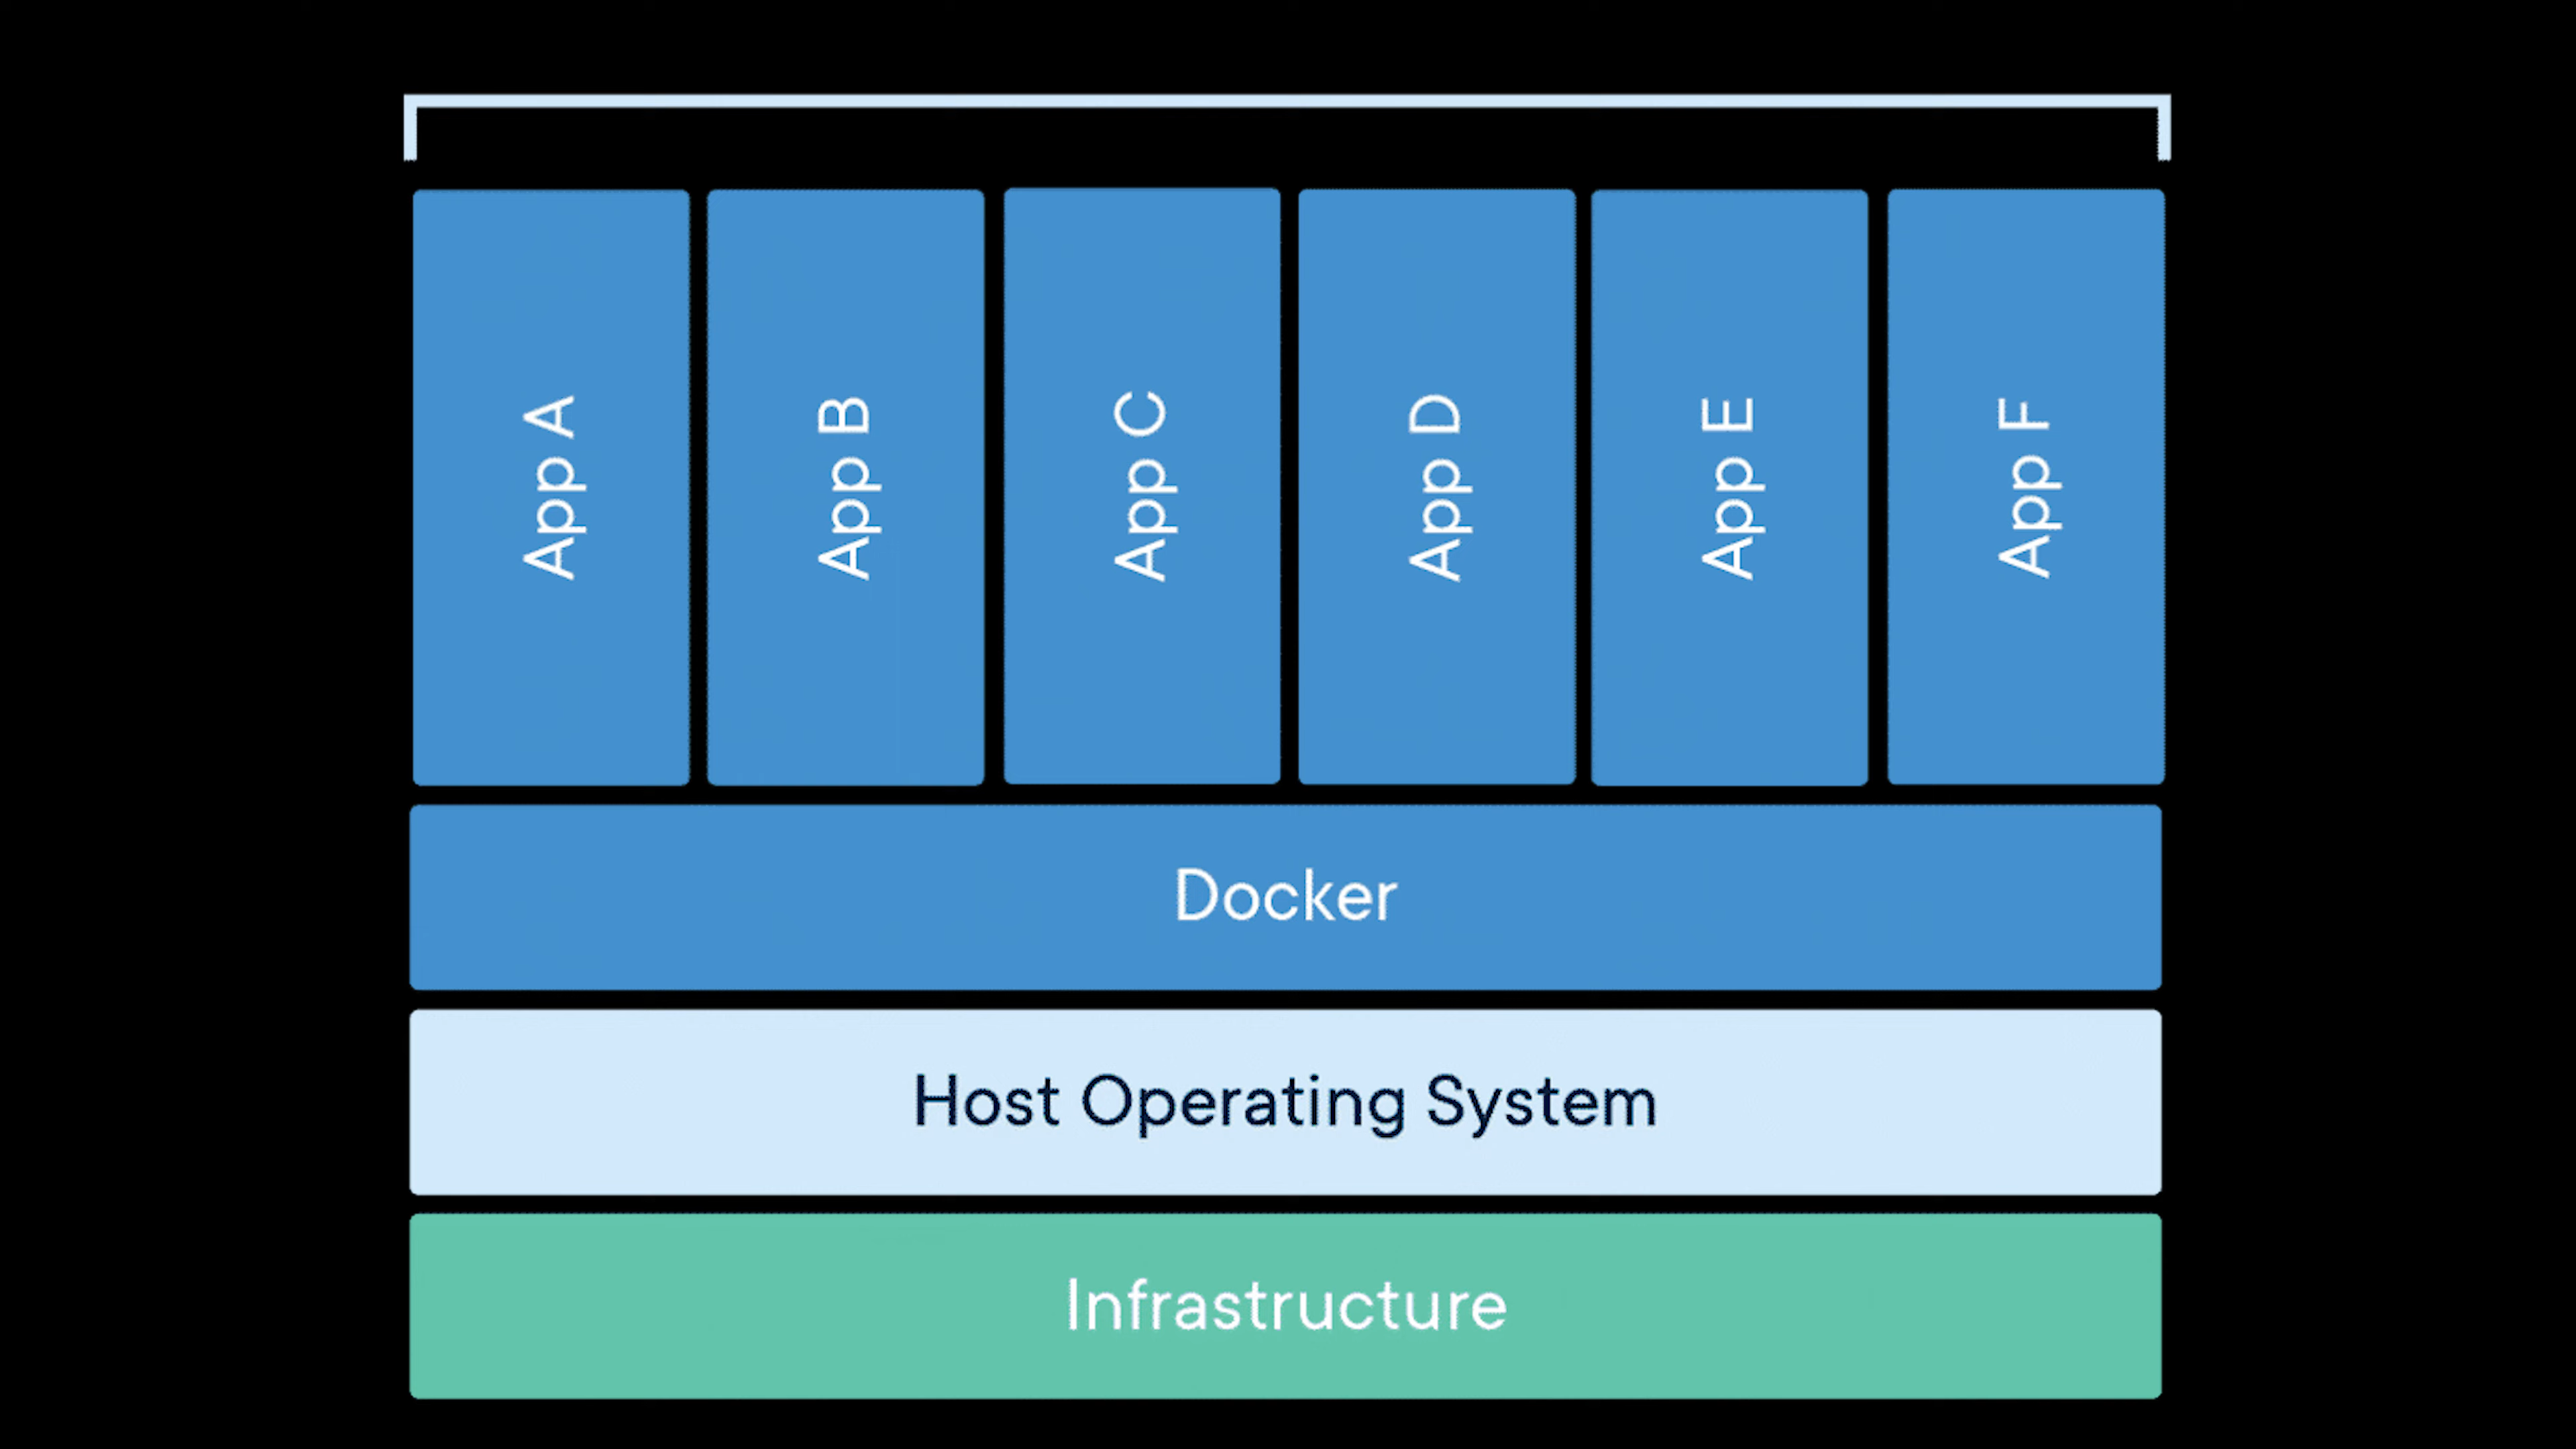 App A
App B
App C
App D
App E
App F
Docker
Host Operating System
Infrastructure